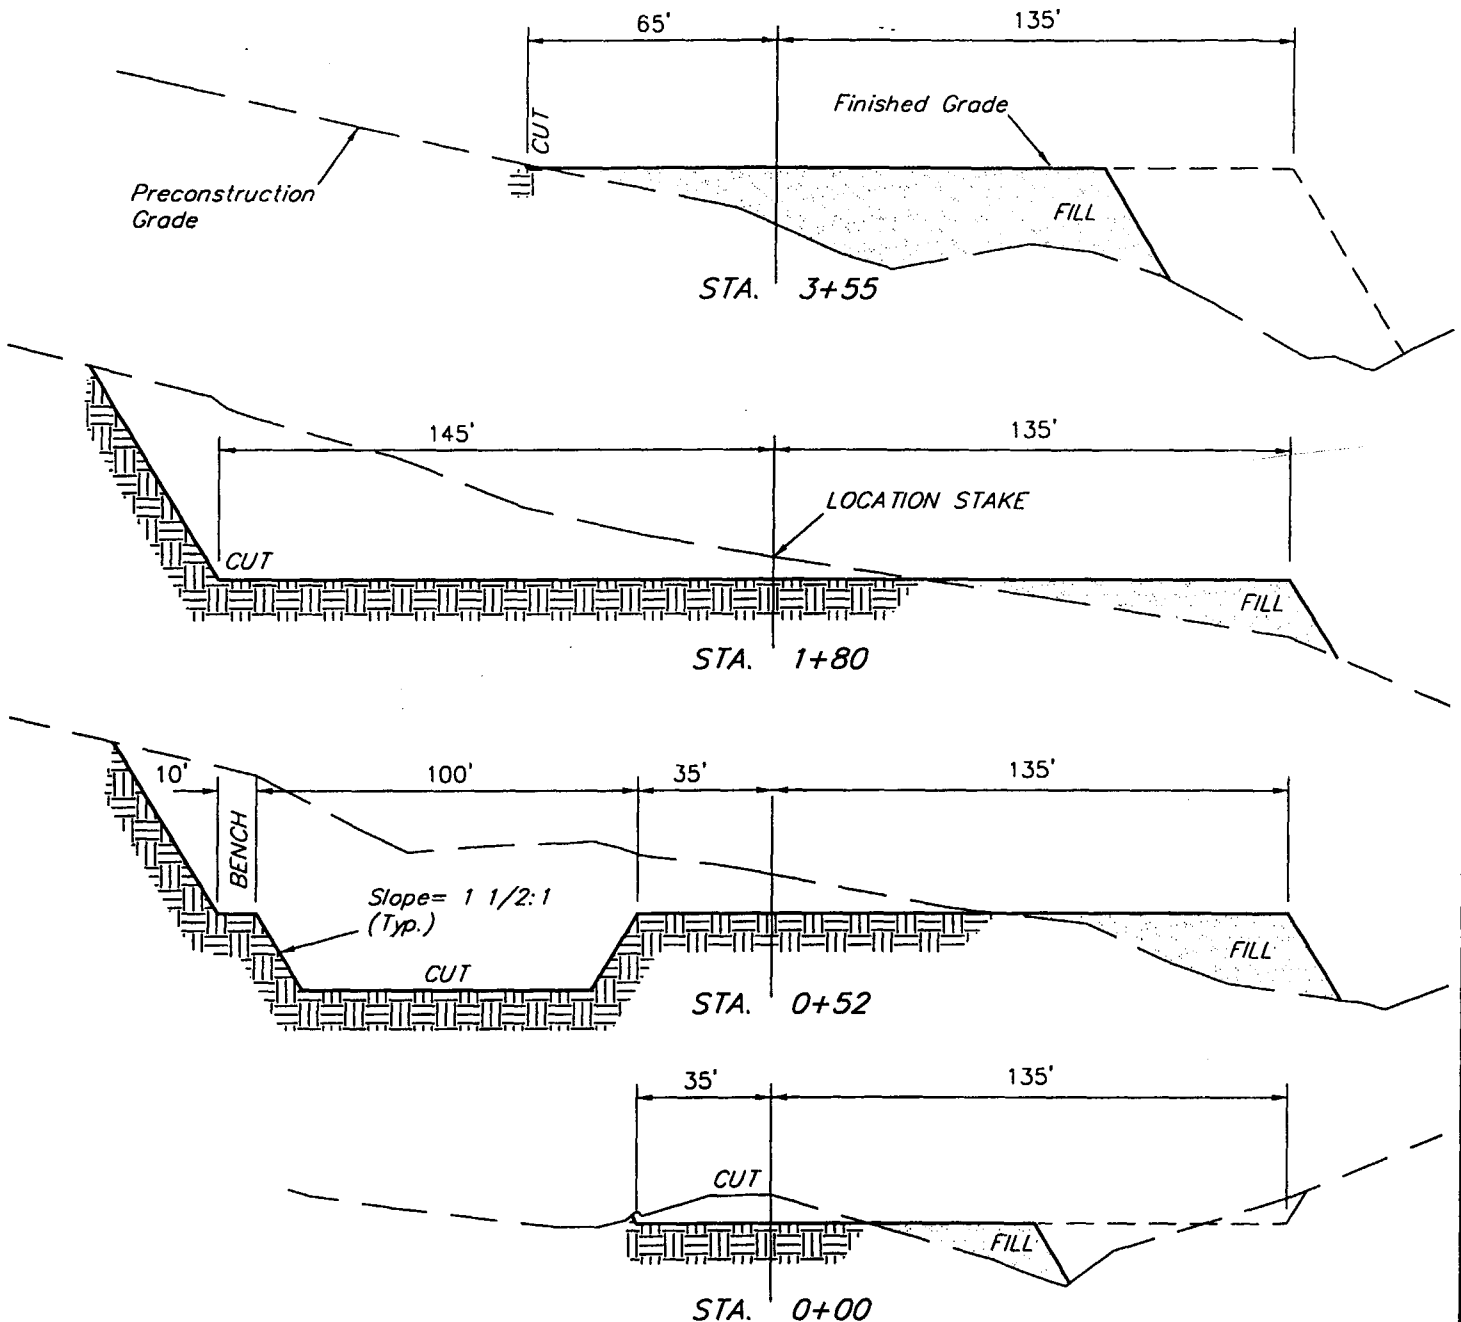 65'
135'
CUT
Finished Grade
Preconstruction
Grade
FILL
STA. 3+55
145'
135'
LOCATION STAKE
CUT
FILL
STA. 1+80
10'
100'
35'
135'
BENCH
Slope= 1 1/2:1
(Typ.)
CUT
FILL
STA. 0+52
35'
135'
CUT
FILL
STA. 0+00